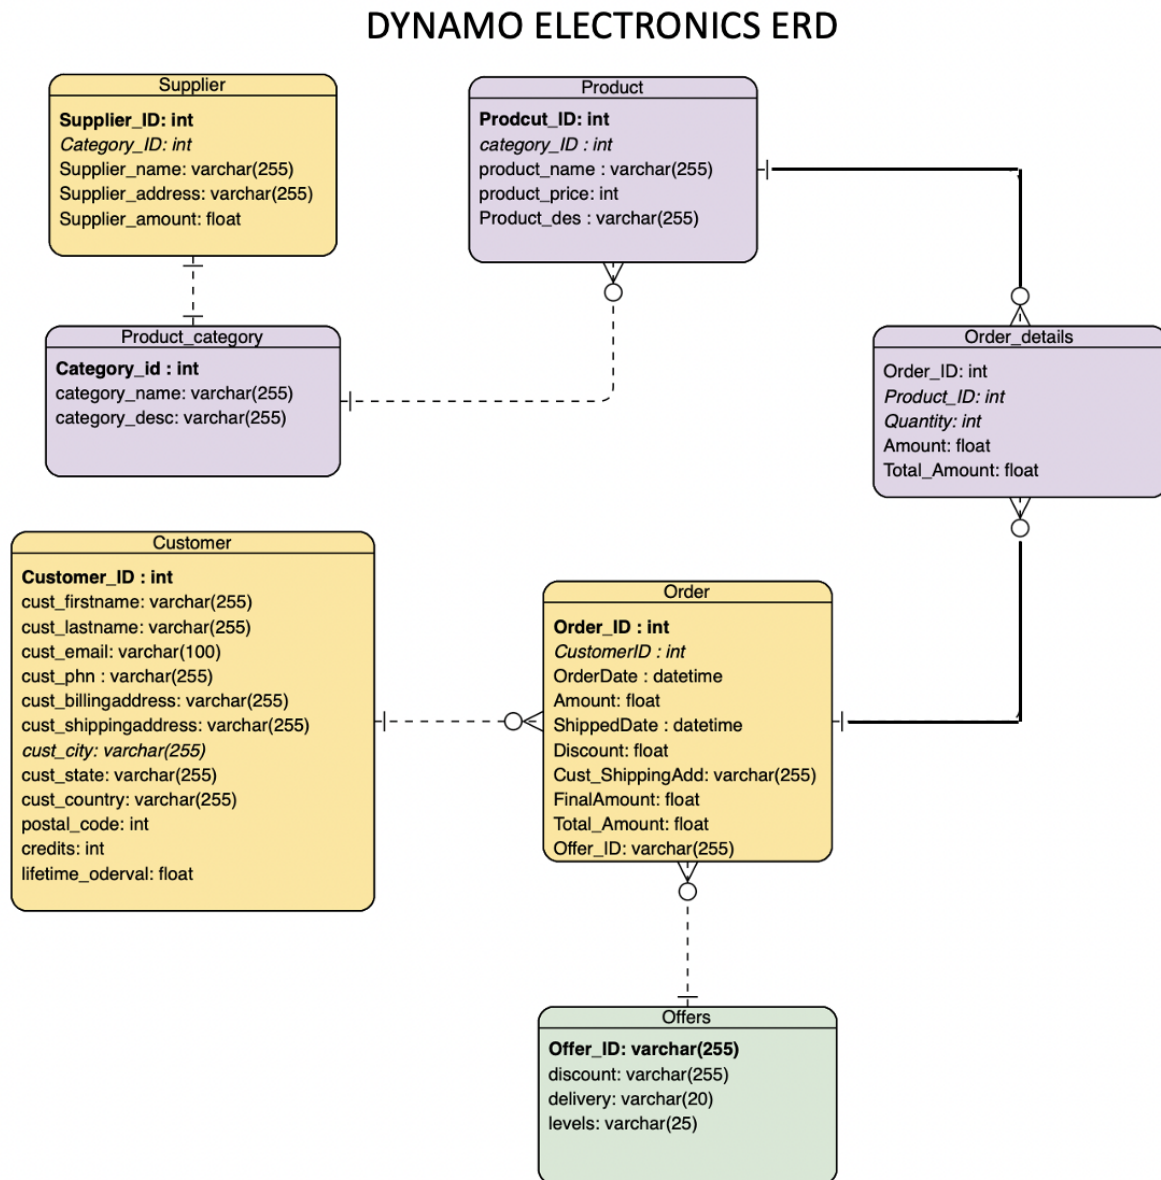 DYNAMO ELECTRONICS ERD
Supplier
Supplier_ID: int
Category_ID: int
Supplier_name: varchar(255)
Supplier_address: varchar(255)
Supplier_amount: float
Product
Prodcut_ID: int
category_ID : int
product_name : varchar(255)
product_price: int
Product_des : varchar(255)
Product_category
Category_id : int
category_name: varchar(255)
category_desc: varchar(255)
Order_details
Order_ID: int
Product_ID: int
Quantity: int
Amount: float
Total_Amount: float
Customer
Customer_ID : int
cust_firstname: varchar(255)
cust_lastname: varchar(255)
cust_email: varchar(100)
cust_phn : varchar(255)
cust_billingaddress: varchar(255)
cust_shippingaddress: varchar(255)
cust_city: varchar(255)
cust_state: varchar(255)
cust_country: varchar(255)
postal_code: int
credits: int
lifetime_oderval: float
Order
Order_ID : int
CustomerID : int
OrderDate : datetime
Amount: float
ShippedDate : datetime
Discount: float
Cust_ShippingAdd: varchar(255)
FinalAmount: float
Total_Amount: float
Offer_ID: varchar(255)
Offers
Offer_ID: varchar(255)
discount: varchar(255)
delivery: varchar(20)
levels: varchar(25)